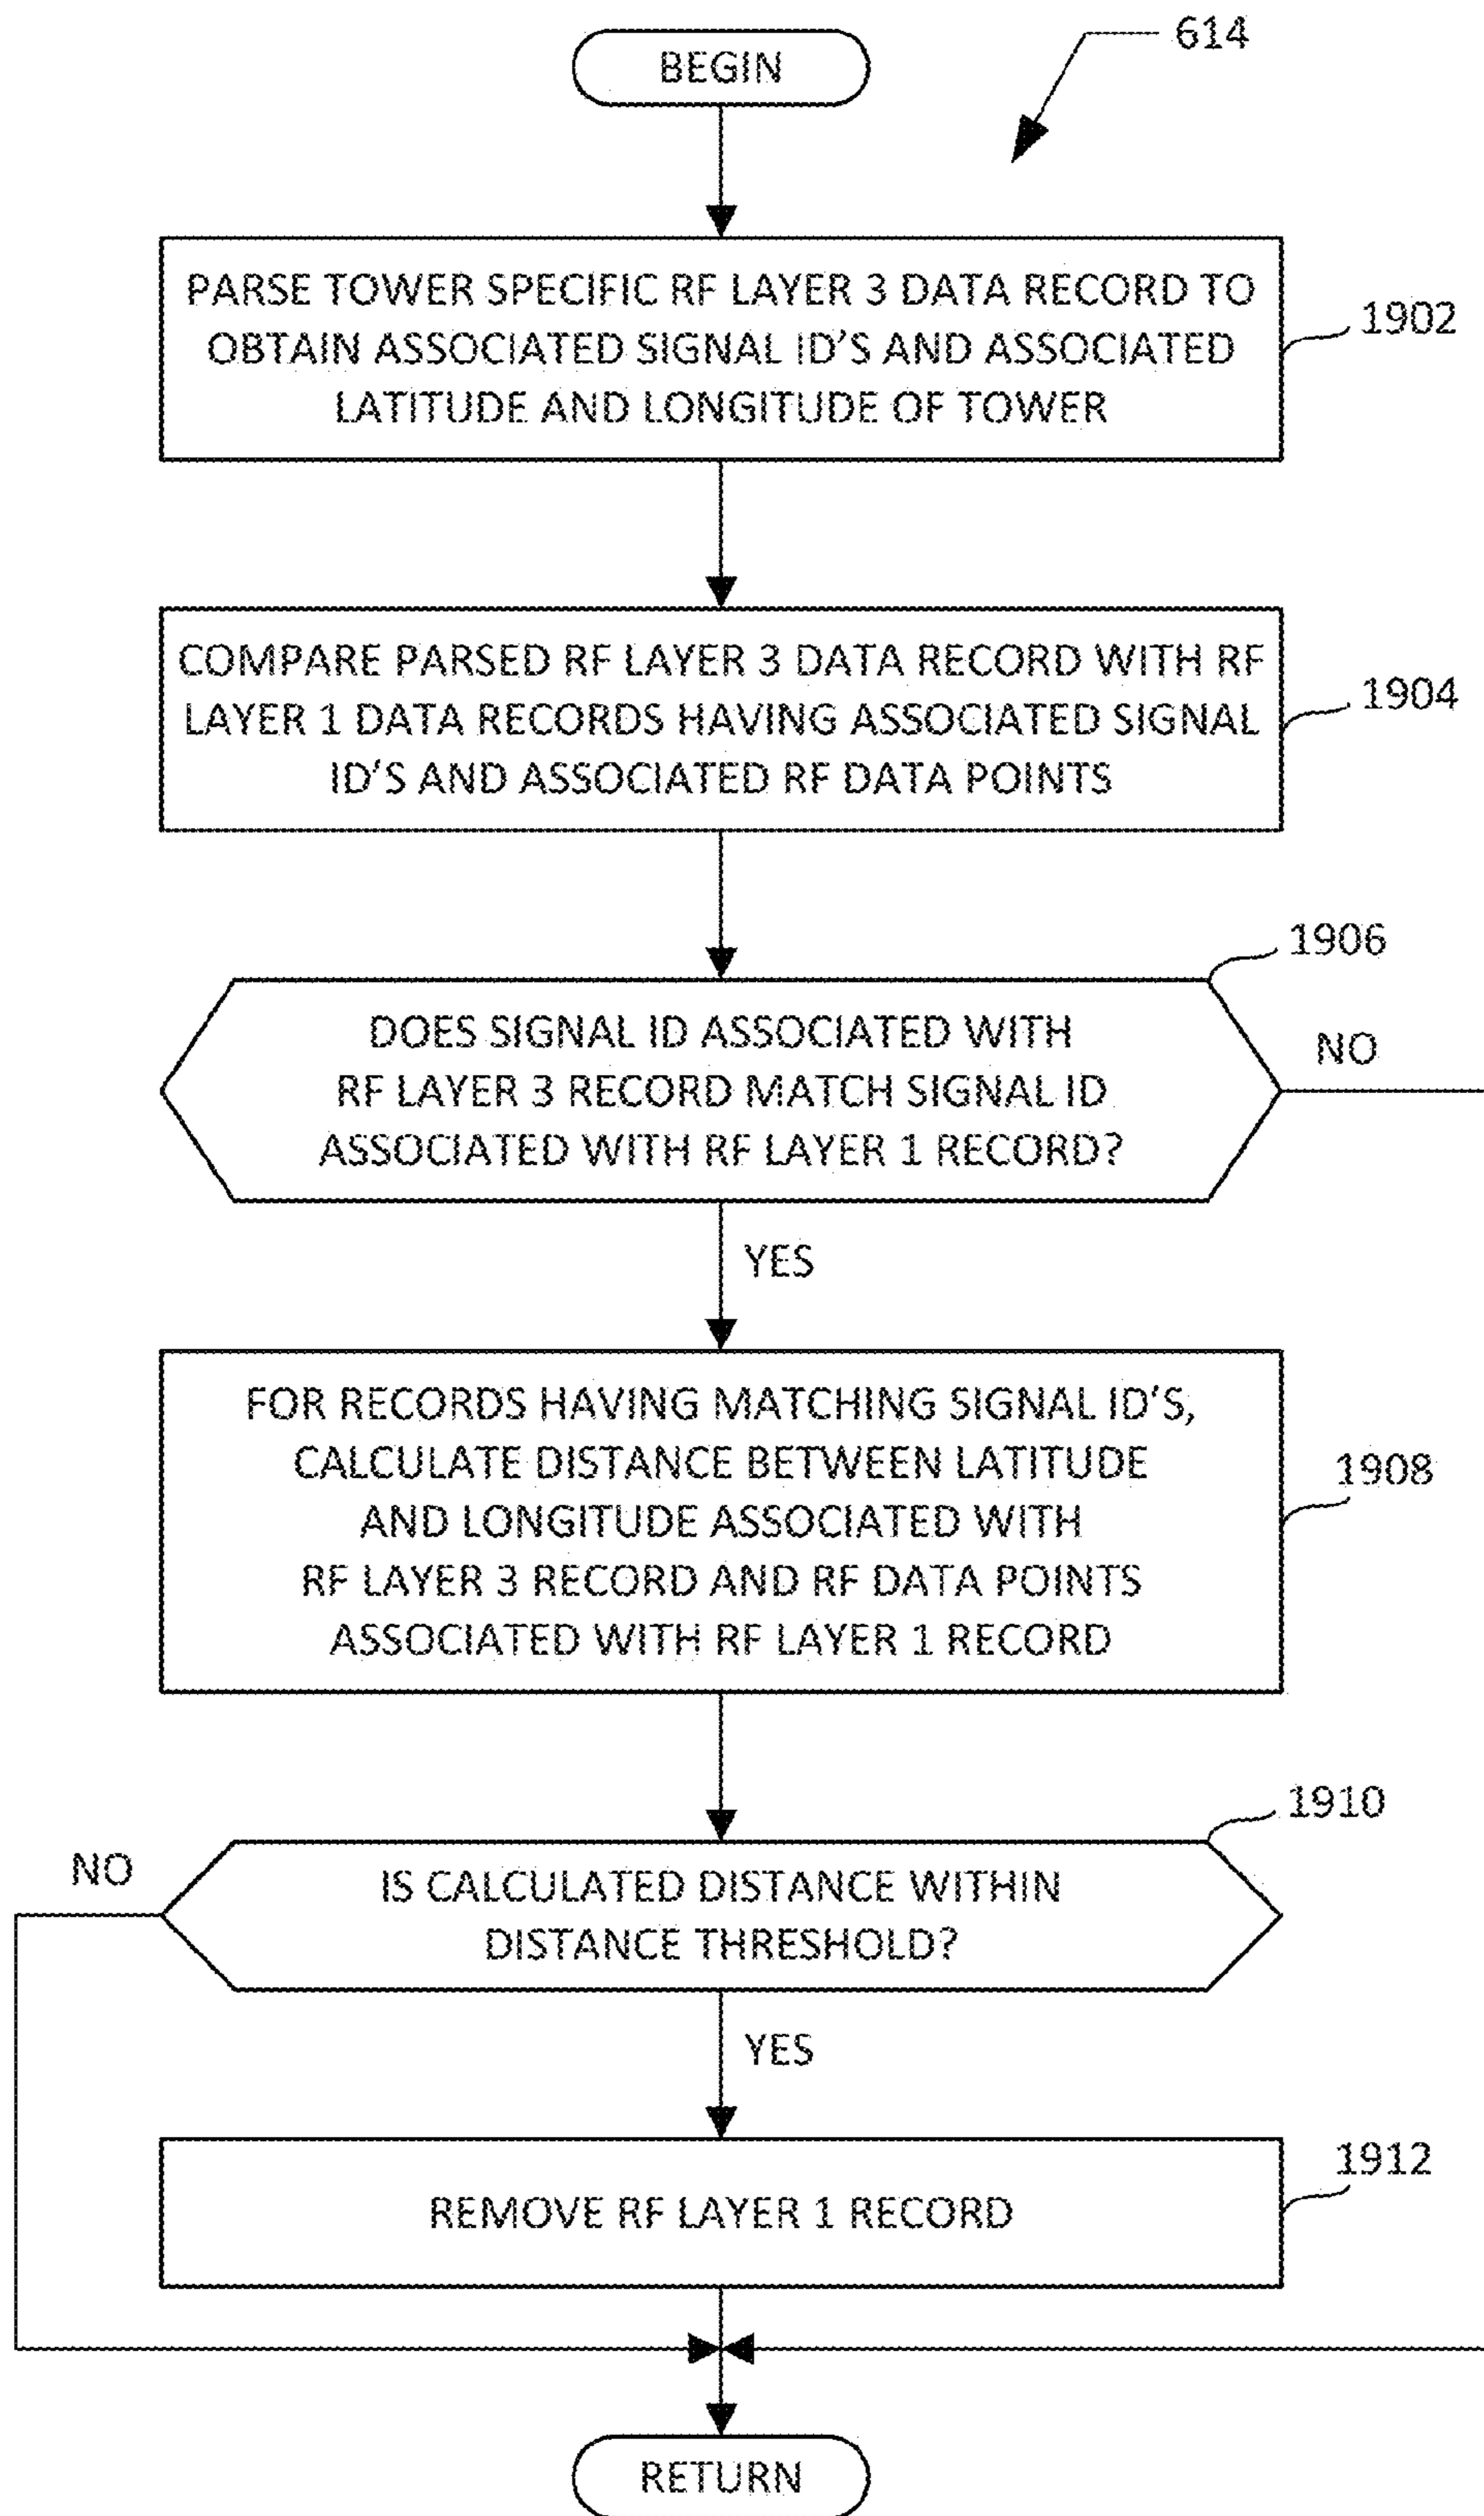 614
BEGIN
PARSE TOWER SPECIFIC RF LAYER 3 DATA RECORD TO
OBTAIN ASSOCIATED SIGNAL ID'S AND ASSOCIATED
LATITUDE AND LONGITUDE OF TOWER
1902
COMPARE PARSED RF LAYER 3 DATA RECORD WITH RF
LAYER 1 DATA RECORDS HAVING ASSOCIATED SIGNAL
ID'S AND ASSOCIATED RF DATA POINTS
1904
1906
DOES SIGNAL ID ASSOCIATED WITH
RF LAYER 3 RECORD MATCH SIGNAL ID
ASSOCIATED WITH RF LAYER 1 RECORD?
NO
YES
FOR RECORDS HAVING MATCHING SIGNAL ID'S,
CALCULATE DISTANCE BETWEEN LATITUDE
AND LONGITUDE ASSOCIATED WITH
RF LAYER 3 RECORD AND RF DATA POINTS
ASSOCIATED WITH RF LAYER 1 RECORD
1908
1910
NO
IS CALCULATED DISTANCE WITHIN
DISTANCE THRESHOLD?
YES
1912
REMOVE RF LAYER 1 RECORD
RETURN